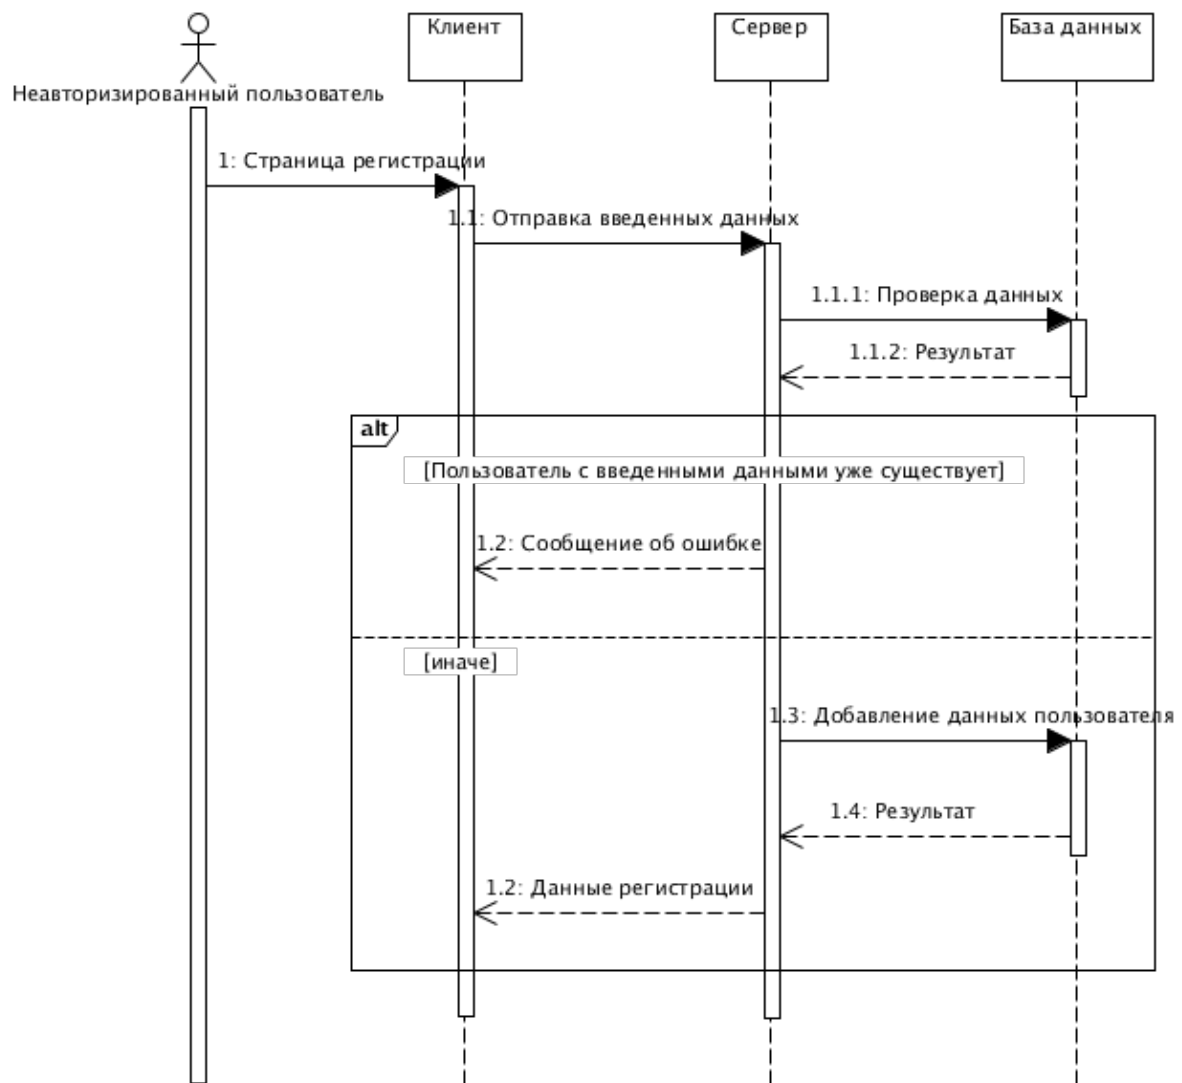 Клиент
Сервер
База данных
Неавторизированный пользователь
1: Страница регистрации
1.1: Отправка введенных данных
1.1.1: Проверка данных
1.1.2: Результат
alt
[Пользователь с введенными данными уже существует]
1.2: Сообщение об ошибке
[иначе]
1.3: Добавление данных пользователя
1.4: Результат
1.2: Данные регистрации